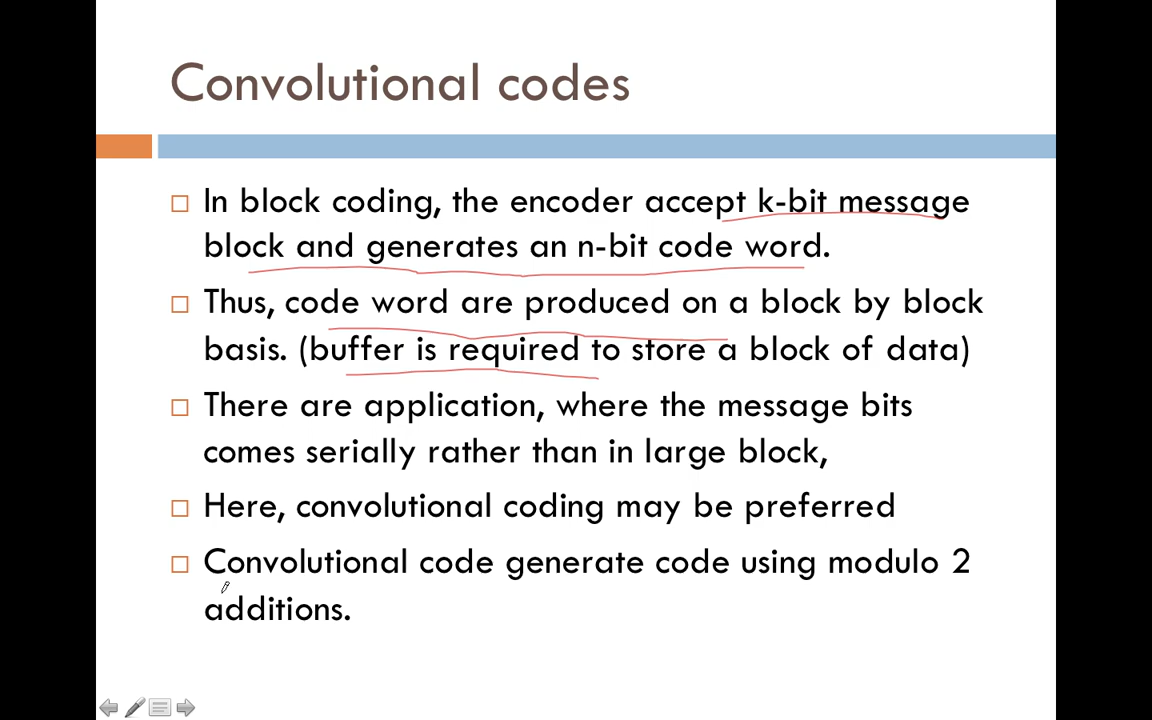 Convolutional codes
In block coding, the encoder accept k-bit message
block and generates an n-bit code word.
Thus, code word are produced on a block by block
basis. (buffer is required to store a block of data)
There are application, where the message bits
comes serially rather than in large block,
Here, convolutional coding may be preferred
Convolutional code generate code using modulo 2
additions.